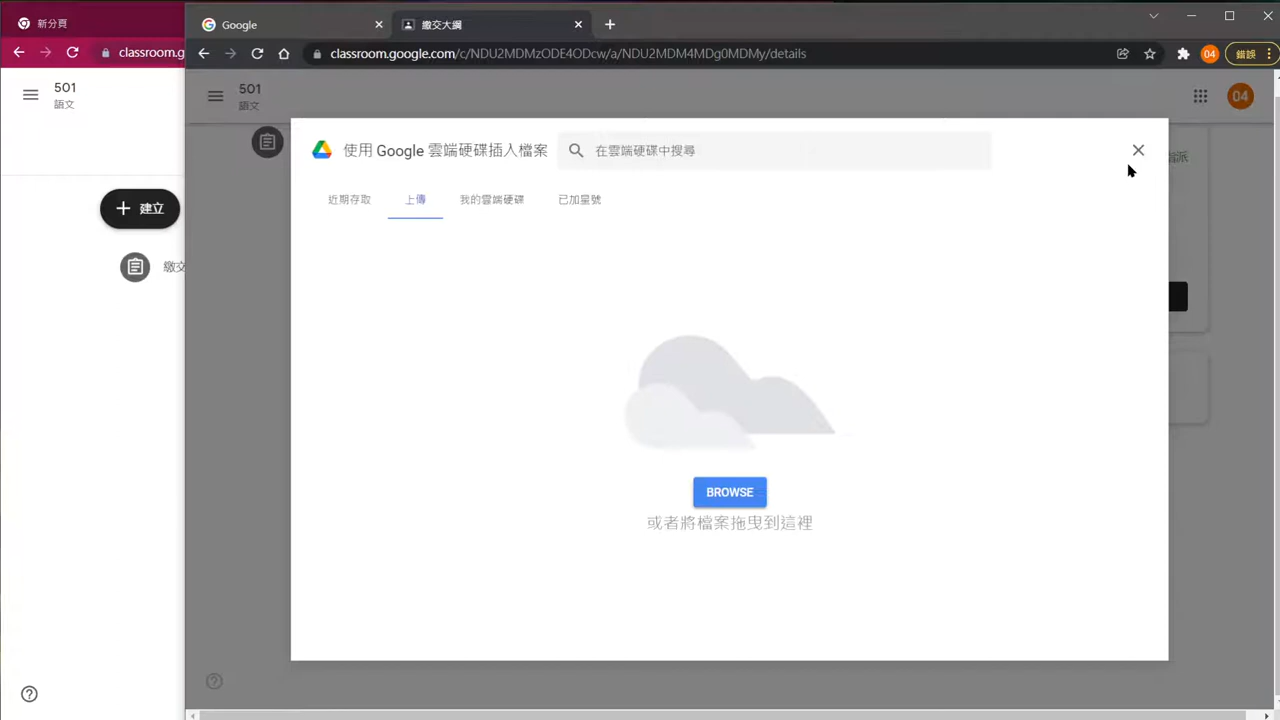 新分頁
Google
繳交大綱
classroom.g
classroom.google.com/c/NDU2MDMzODE4ODcw/a/NDU2MDM4MDg0MDMy/details
04
錯誤
501
語文
501
語文
04
使用 Google 雲端硬碟插入檔案
在雲端硬碟中搜尋
指派
近期存取
上傳
我的雲端硬碟
已加星號
建立
繳交
BROWSE
或者將檔案拖曳到這裡